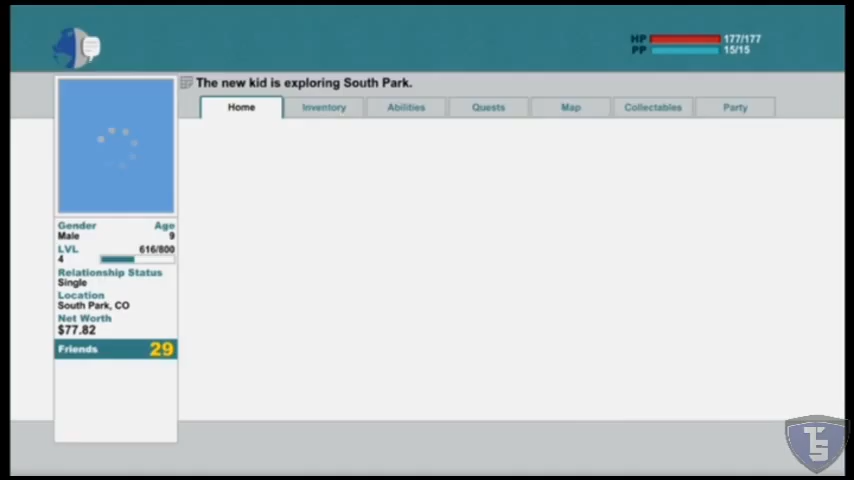 HP 177/177
PP 15/15
The new kid is exploring South Park.
Home Inventory Abilities Quests Map Collectables Party
Gender Age
Male 9
LVL 616/800
4
Relationship Status
Single
Location
South Park, CO
Net Worth
$77.82
Friends 29
TS